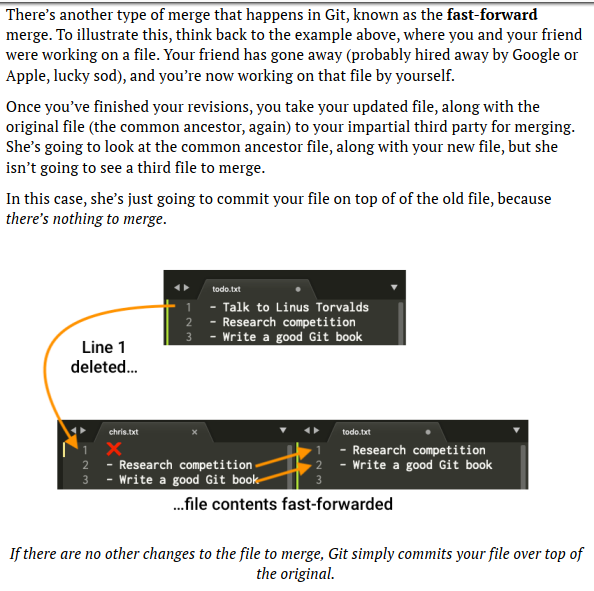 There’s another type of merge that happens in Git, known as the fast-forward
merge. To illustrate this, think back to the example above, where you and your friend
were working on a file. Your friend has gone away (probably hired away by Google or
Apple, lucky sod), and you’re now working on that file by yourself.
Once you’ve finished your revisions, you take your updated file, along with the
original file (the common ancestor, again) to your impartial third party for merging.
She’s going to look at the common ancestor file, along with your new file, but she
isn’t going to see a third file to merge.
In this case, she’s just going to commit your file on top of of the old file, because
there’s nothing to merge.
todo.txt
1 - Talk to Linus Torvalds
2 - Research competition
3 - Write a good Git book
Line 1
deleted...
chris.txt
1
2 - Research competition
3 - Write a good Git book
todo.txt
1 - Research competition
2 - Write a good Git book
3
...file contents fast-forwarded
If there are no other changes to the file to merge, Git simply commits your file over top of
the original.